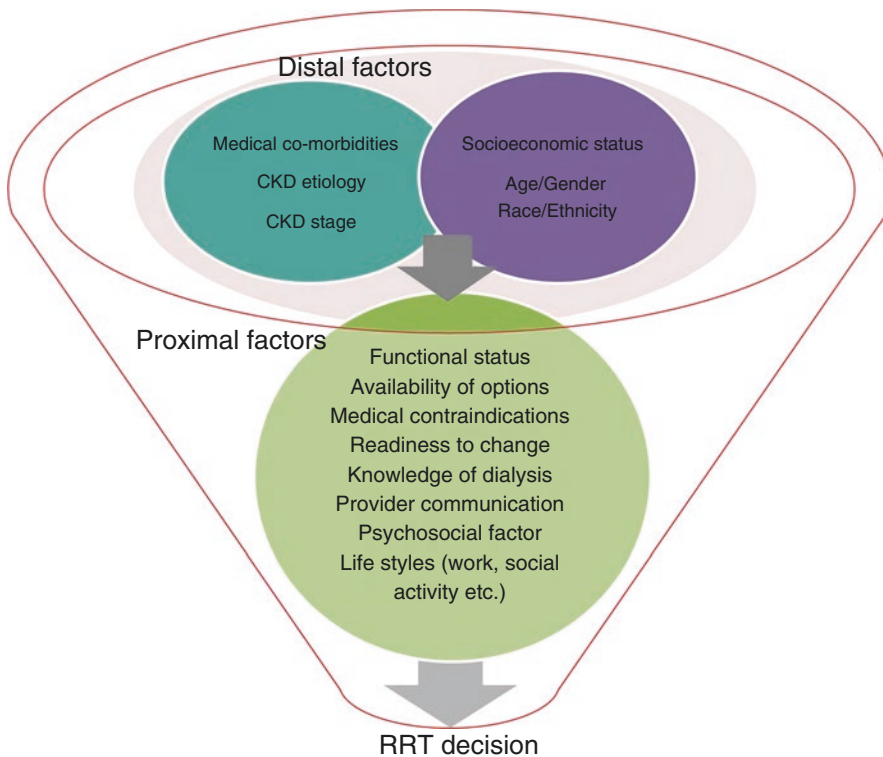 Distal factors
Medical co-morbidities
CKD etiology
CKD stage
Socioeconomic status
Age/Gender
Race/Ethnicity
Proximal factors
Functional status
Availability of options
Medical contraindications
Readiness to change
Knowledge of dialysis
Provider communication
Psychosocial factor
Life styles (work, social
activity etc.)
RRT decision